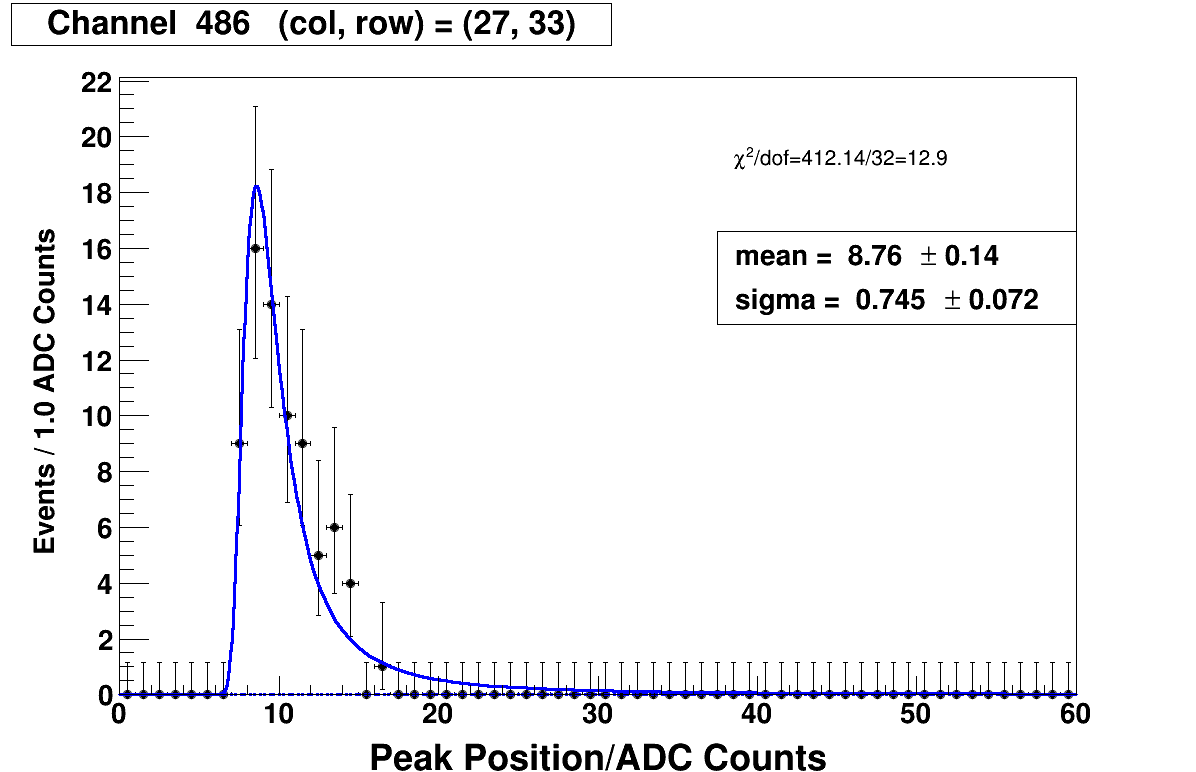 Channel 486 (col, row) = (27, 33)
22
20
18
16
14
12
10
8
6
4
2
0
Events / 1.0 ADC Counts
χ²/dof=412.14/32=12.9
mean = 8.76 ± 0.14
sigma = 0.745 ± 0.072
0 10 20 30 40 50 60
Peak Position/ADC Counts